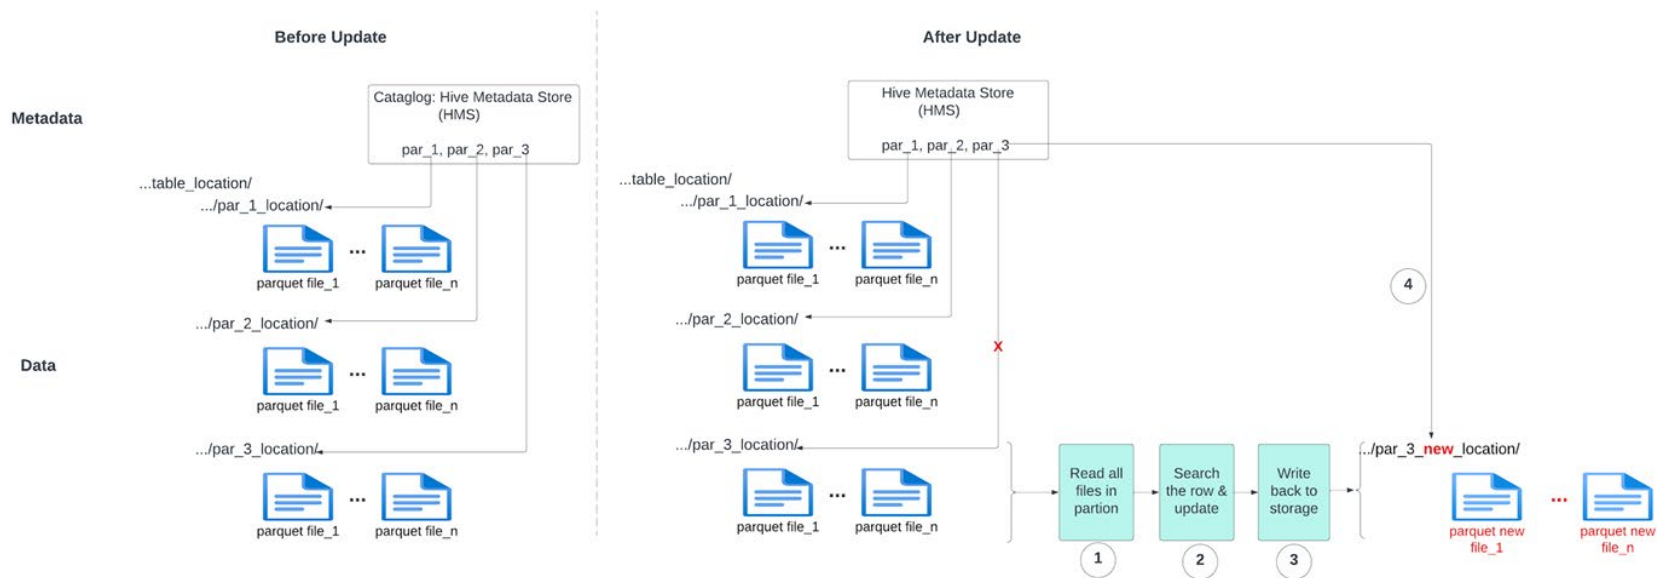 Before Update
Metadata
Cataglog: Hive Metadata Store
(HMS)
par_1, par_2, par_3
...table_location/
.../par_1_location/
...
parquet file_1
parquet file_n
.../par_2_location/
...
parquet file_1
parquet file_n
Data
.../par_3_location/
...
parquet file_1
parquet file_n
After Update
Hive Metadata Store
(HMS)
par_1, par_2, par_3
...table_location/
.../par_1_location/
...
parquet file_1
parquet file_n
.../par_2_location/
...
parquet file_1
parquet file_n
X
.../par_3_location/
...
parquet file_1
parquet file_n
Read all
files in
partion
1
Search
the row &
update
2
Write
back to
storage
3
4
.../par_3_new_location/
...
parquet new
file_1
parquet new
file_n